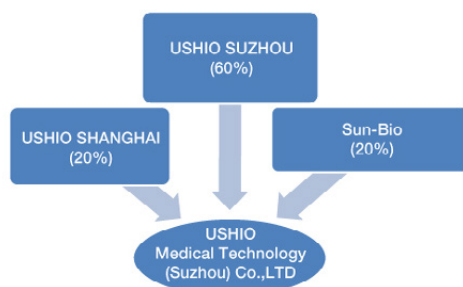 USHIO SUZHOU
(60%)
USHIO SHANGHAI
(20%)
Sun-Bio
(20%)
USHIO
Medical Technology
(Suzhou) Co.,LTD